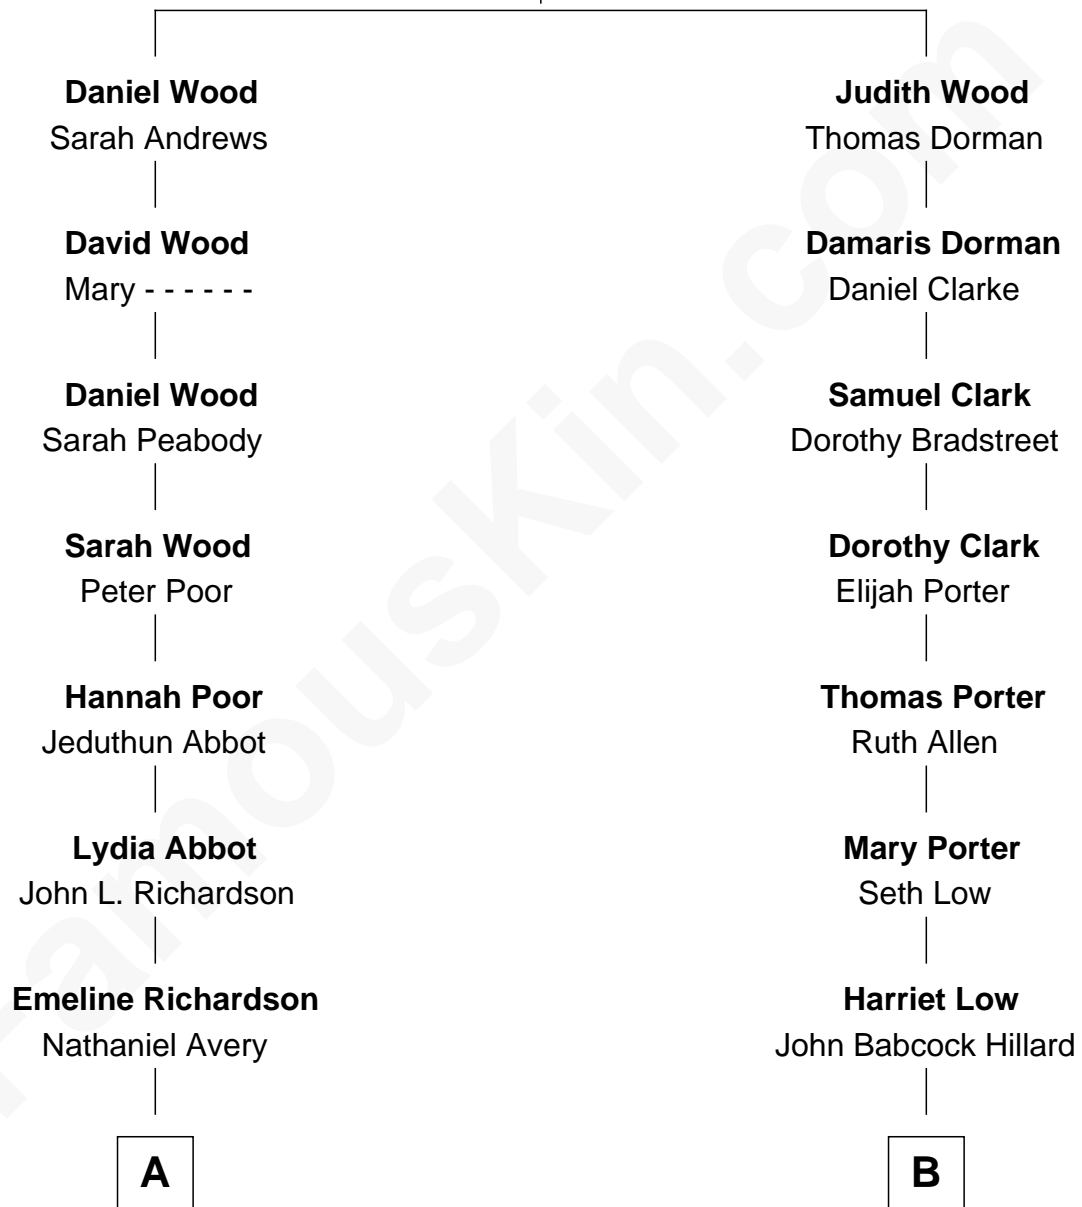 Daniel Wood
Sarah Andrews
David Wood
Mary - - - - - -
Daniel Wood
Sarah Peabody
Sarah Wood
Peter Poor
Hannah Poor
Jeduthun Abbot
Lydia Abbot
John L. Richardson
Emeline Richardson
Nathaniel Avery
A
Judith Wood
Thomas Dorman
Damaris Dorman
Daniel Clarke
Samuel Clark
Dorothy Bradstreet
Dorothy Clark
Elijah Porter
Thomas Porter
Ruth Allen
Mary Porter
Seth Low
Harriet Low
John Babcock Hillard
B
FamousKin.com